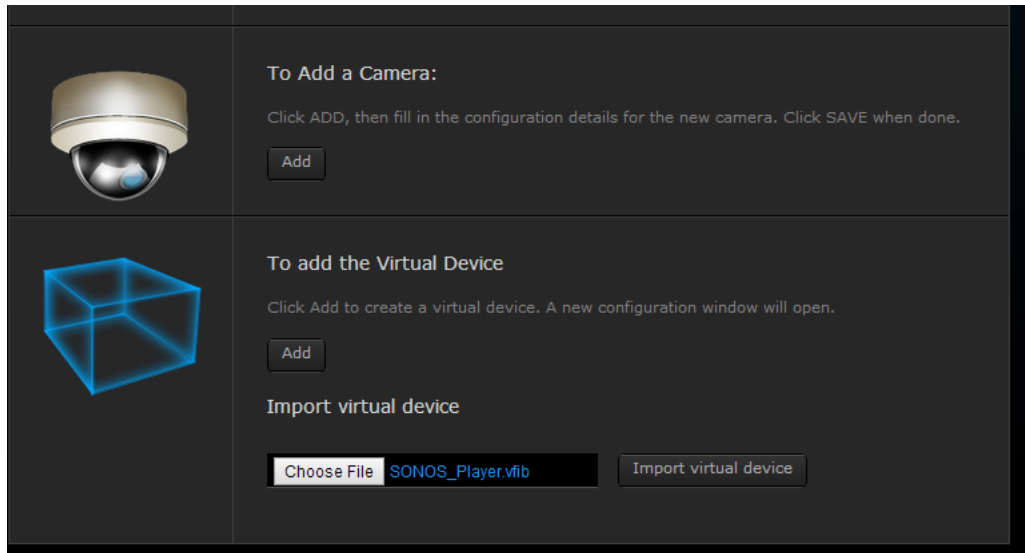 To Add a Camera:
Click ADD, then fill in the configuration details for the new camera. Click SAVE when done.
Add
To add the Virtual Device
Click Add to create a virtual device. A new configuration window will open.
Add
Import virtual device
Choose File SONOS_Player.vfib Import virtual device